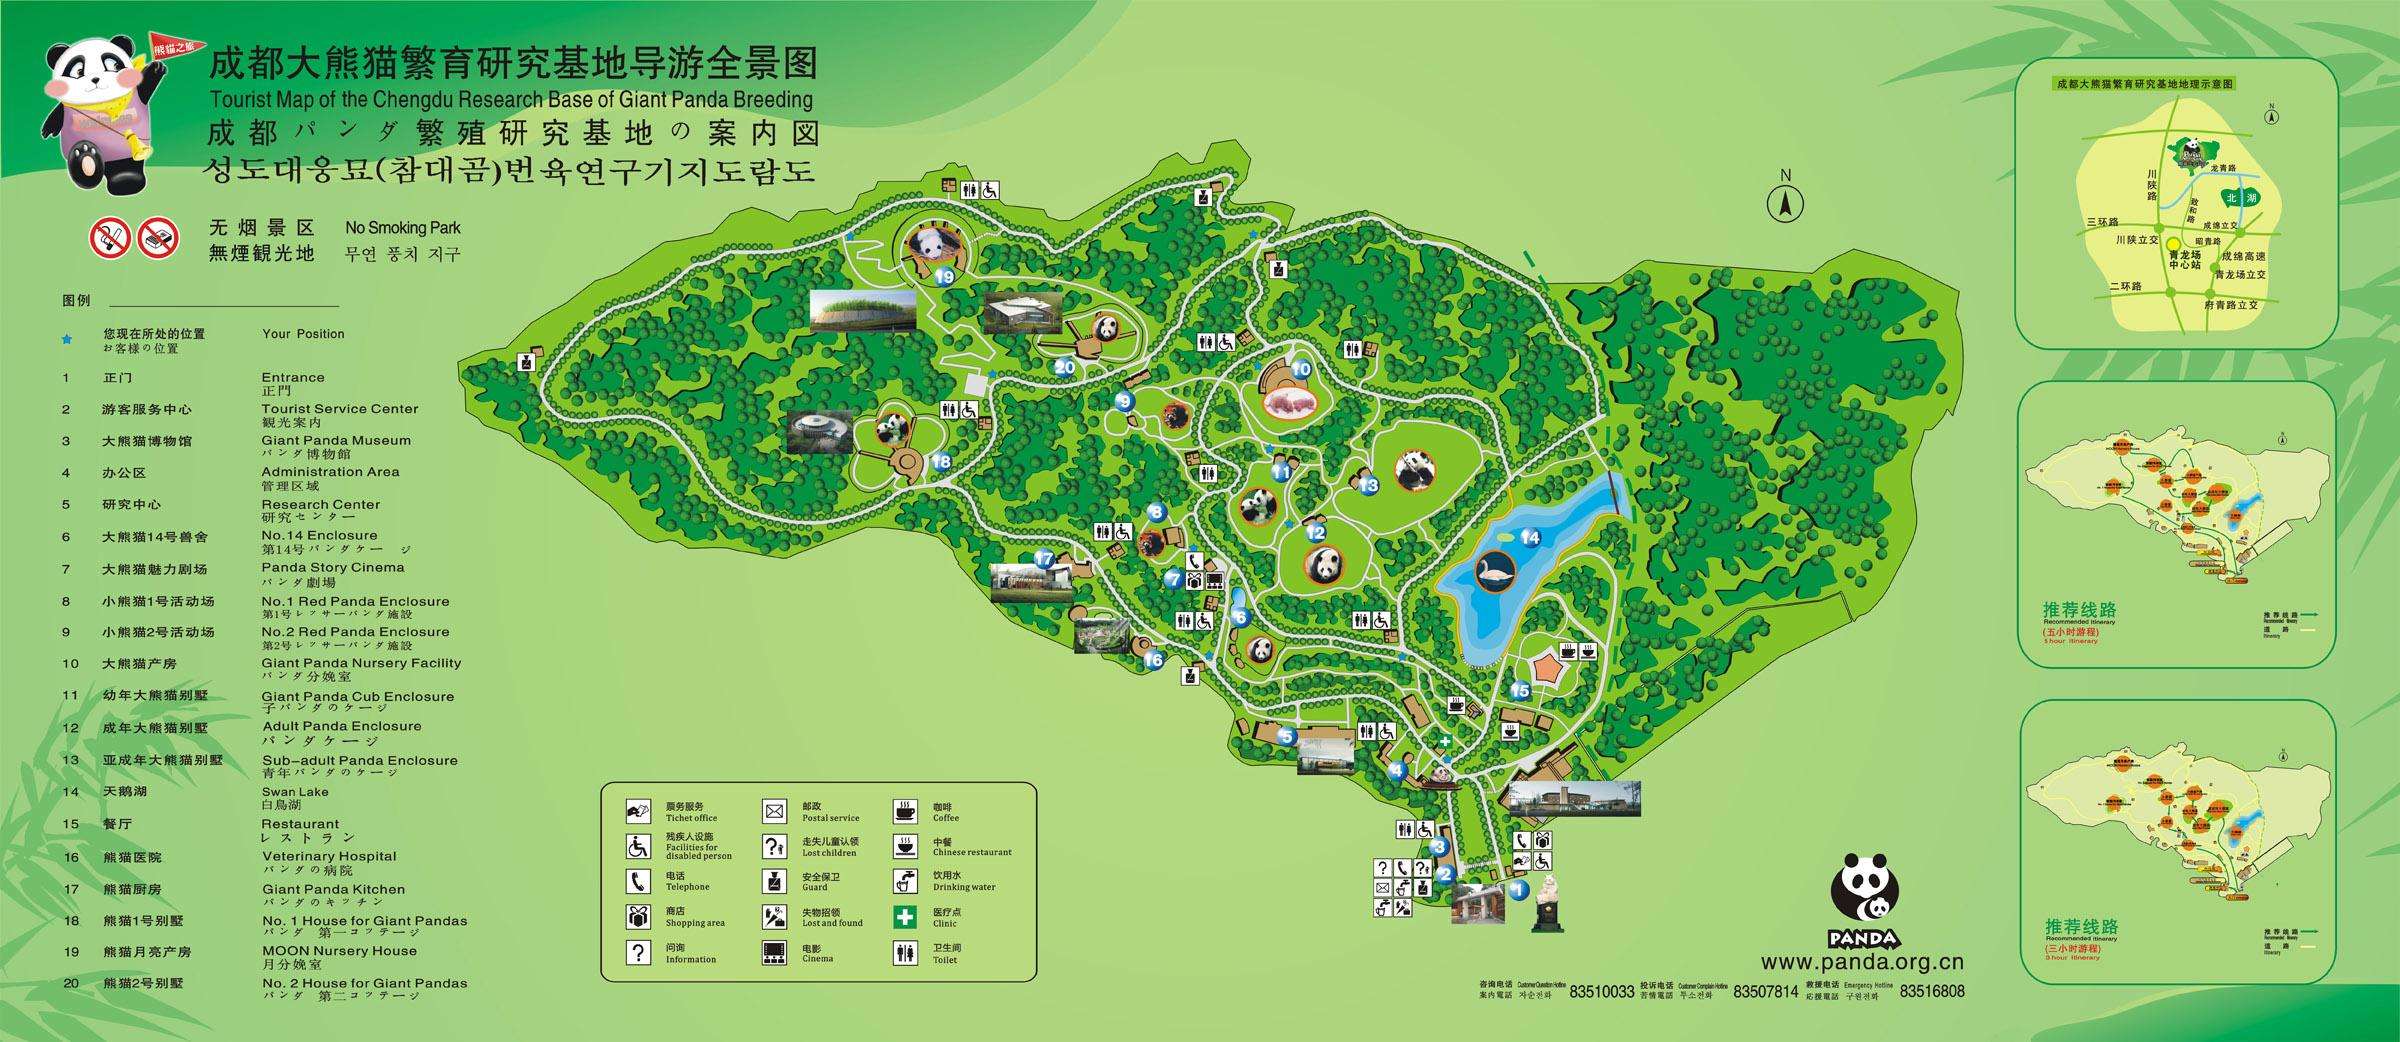 熊猫之旅
成都大熊猫繁育研究基地导游全景图
Tourist Map of the Chengdu Research Base of Giant Panda Breeding
成都パンダ繁殖研究基地の案内図
성도대웅묘(참대곰)번육연구기지도람도
无烟景区 No Smoking Park
無煙観光地 무연 풍치 지구
图例
您现在所处的位置 Your Position
お客様の位置
1 正门 Entrance
正門
2 游客服务中心 Tourist Service Center
観光案内
3 大熊猫博物馆 Giant Panda Museum
パンダ博物館
4 办公区 Administration Area
管理区域
5 研究中心 Research Center
研究センター
6 大熊猫14号兽舍 No.14 Enclosure
第14号パンダケー ジ
7 大熊猫魅力剧场 Panda Story Cinema
パンダ劇場
8 小熊猫1号活动场 No.1 Red Panda Enclosure
第1号レッサーパンダ施設
9 小熊猫2号活动场 No.2 Red Panda Enclosure
第2号レッサーパンダ施設
10 大熊猫产房 Giant Panda Nursery Facility
パンダ分娩室
11 幼年大熊猫别墅 Giant Panda Cub Enclosure
子パンダのケージ
12 成年大熊猫别墅 Adult Panda Enclosure
パンダケージ
13 亚成年大熊猫别墅 Sub-adult Panda Enclosure
青年パンダのケージ
14 天鹅湖 Swan Lake
白鳥湖
15 餐厅 Restaurant
レストラン
16 熊猫医院 Veterinary Hospital
パンダの病院
17 熊猫厨房 Giant Panda Kitchen
パンダのキッチン
18 熊猫1号别墅 No. 1 House for Giant Pandas
パンダ 第一コッテージ
19 熊猫月亮产房 MOON Nursery House
月分娩室
20 熊猫2号别墅 No. 2 House for Giant Pandas
パンダ 第二コッテージ
票务服务
Tichet office
残疾人设施
Facilities for
disabled person
电话
Telephone
商店
Shopping area
问询
Information
邮政
Postal service
走失儿童认领
Lost children
安全保卫
Guard
失物招领
Lost and found
电影
Cinema
咖啡
Coffee
中餐
Chinese restaurant
饮用水
Drinking water
医疗点
Clinic
卫生间
Toilet
N
19
20
10
9
18
11
13
8
12
14
17
7
6
16
15
5
4
3
2
1
成都大熊猫繁育研究基地地理示意图
N
川陕路
龙青路
北湖
致和路
三环路
成绵立交
川陕立交
昭青路
青龙场
中心站
成绵高速
青龙场立交
二环路
府青路立交
N
推荐线路
Recommended Itinerary
(五小时游程)
5 hour Itinerary
推荐线路
Recommended Itinerary
道路
Itinerary
N
推荐线路
Recommended Itinerary
(三小时游程)
3 hour Itinerary
推荐线路
Recommended Itinerary
道路
Itinerary
PANDA
www.panda.org.cn
咨询电话 Customer Question Hotline 83510033
案内電話 자순전화
投诉电话 Customer Complain Hotline 83507814
苦情電話 투소전화
救援电话 Emergency Hotline 83516808
応援電話 구원전화